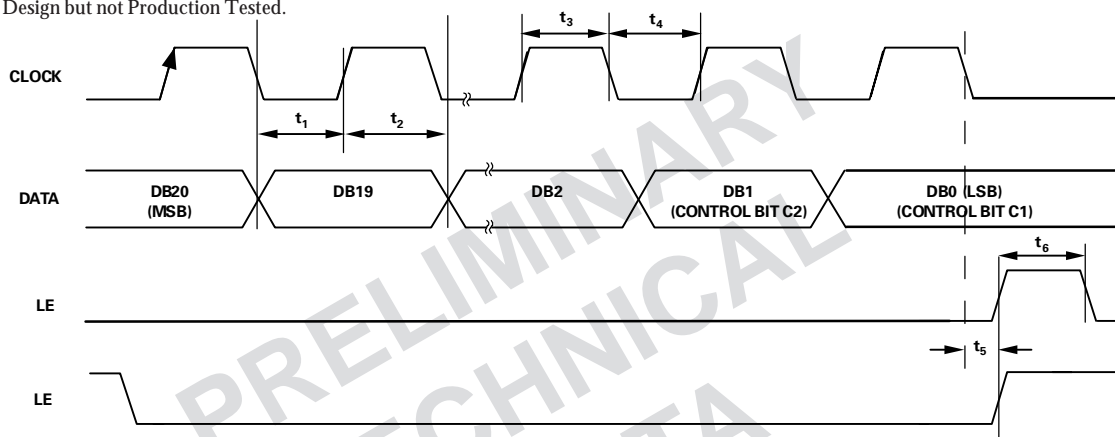 Design but not Production Tested.
t3
t4
CLOCK
t1
t2
DATA
DB20
(MSB)
DB19
DB2
DB1
(CONTROL BIT C2)
DB0 (LSB)
(CONTROL BIT C1)
t6
LE
t5
LE
PRELIMINARY
TECHNICAL
DATA